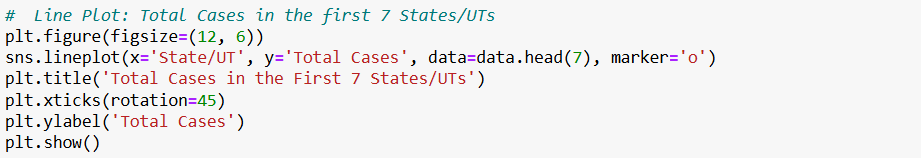 #  Line Plot: Total Cases in the first 7 States/UTs
plt.figure(figsize=(12, 6))
sns.lineplot(x='State/UT', y='Total Cases', data=data.head(7), marker='o')
plt.title('Total Cases in the First 7 States/UTs')
plt.xticks(rotation=45)
plt.ylabel('Total Cases')
plt.show()